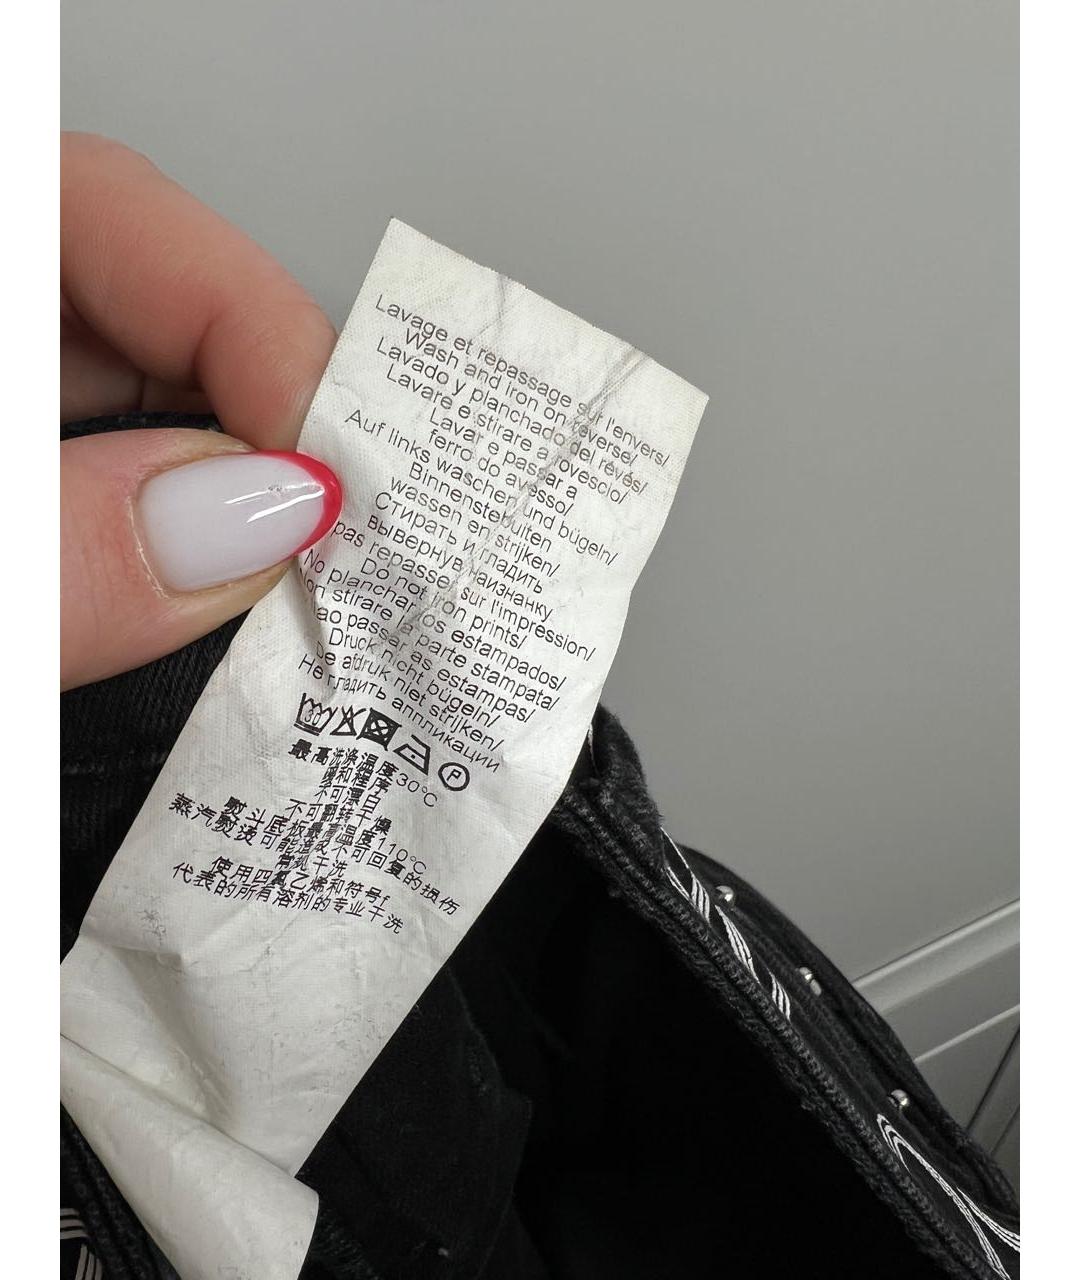 Lavage et repassage sur l'envers/
Wash and iron on reverse/
Lavado y planchado del révés/
Lavare e stirare a rovescio/
Lavar e passar a
ferro do avesso/
Auf links waschen und bügeln/
Binnenstebuiten
wassen en strijken/
Стирать и гладить
вывернув наизнанку
pas repasser sur l'impression/
Do not iron prints/
No planchar los estampados/
on stirare la parte stampata/
ao passar as estampas/
Druck nicht bügeln/
De afdruk niet strijken/
Не гладить аппликации
30
P
最高洗涤温度30°C
缓和程序
不可漂白
不可翻转干燥
熨斗底板最高温度110°C
蒸汽熨烫可能造成不可回复的损伤
常规干洗
使用四氯乙烯和符号f
代表的所有溶剂的专业干洗